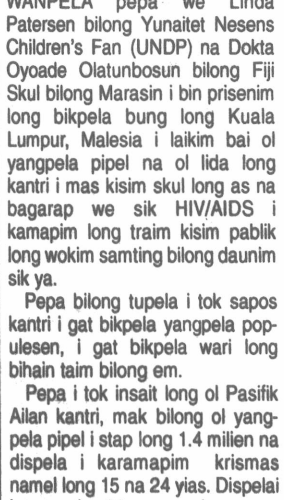 WANPELA pepa we Linda
Patersen bilong Yunaitet Nesens
Children's Fan (UNDP) na Dokta
Oyoade Olatunbosun bilong Fiji
Skul bilong Marasin i bin prisenim
long bikpela bung long Kuala
Lumpur, Malesia i laikim bai ol
yangpela pipel na ol lida long
kantri i mas kisim skul long as na
bagarap we sik HIV/AIDS i
kamapim long traim kisim pablik
long wokim samting bilong daunim
sik ya.
Pepa bilong tupela i tok sapos
kantri i gat bikpela yangpela pop-
ulesen, i gat bikpela wari long
bihain taim bilong em.
Pepa i tok insait long ol Pasifik
Ailan kantri, mak bilong ol yang-
pela pipel i stap long 1.4 milien na
dispela i karamapim krismas
namel long 15 na 24 yias. Dispelai